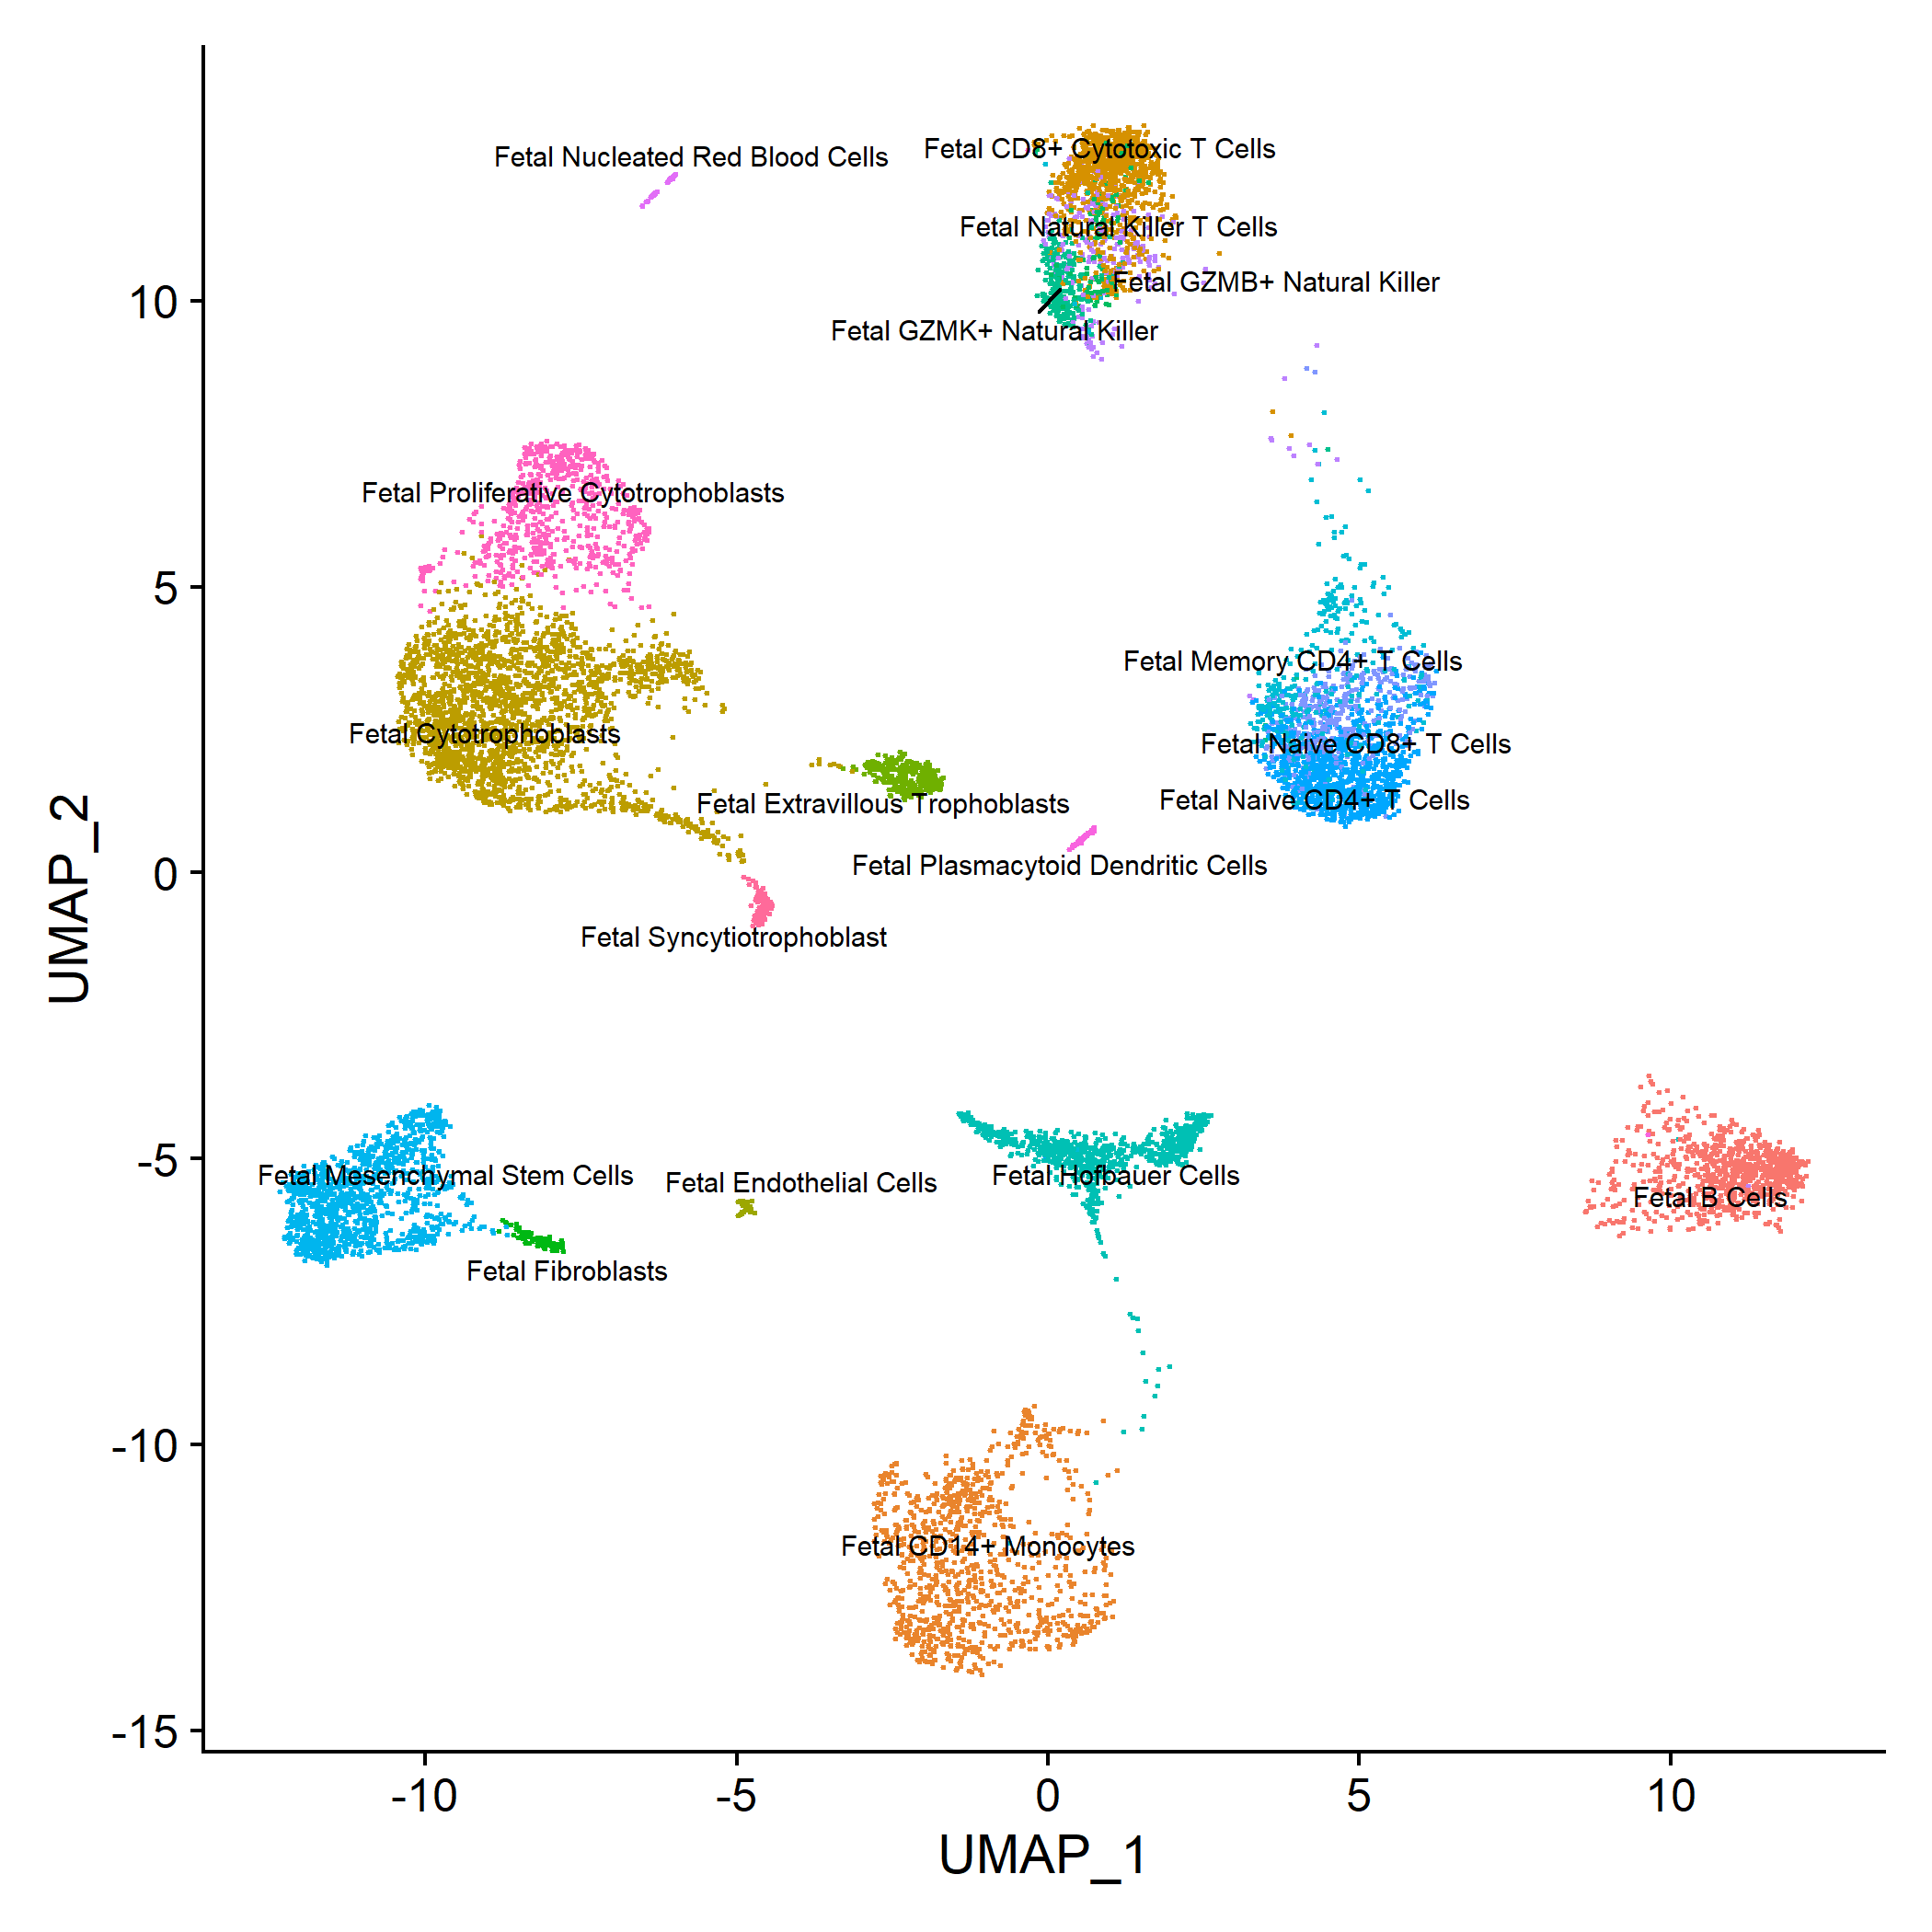 Fetal CD8+ Cytotoxic T Cells
Fetal Nucleated Red Blood Cells
Fetal Natural Killer T Cells
Fetal GZMB+ Natural Killer
10
Fetal GZMK+ Natural Killer
Fetal Proliferative Cytotrophoblasts
5
Fetal Memory CD4+ T Cells
Fetal Cytotrophoblasts
Fetal Naive CD8+ T Cells
Fetal Naive CD4+ T Cells
Fetal Extravillous Trophoblasts
Fetal Plasmacytoid Dendritic Cells
0
UMAP_2
Fetal Syncytiotrophoblast
-5
Fetal Mesenchymal Stem Cells
Fetal Hofbauer Cells
Fetal Endothelial Cells
Fetal B Cells
Fetal Fibroblasts
-10
Fetal CD14+ Monocytes
-15
-10 -5 0 5 10
UMAP_1